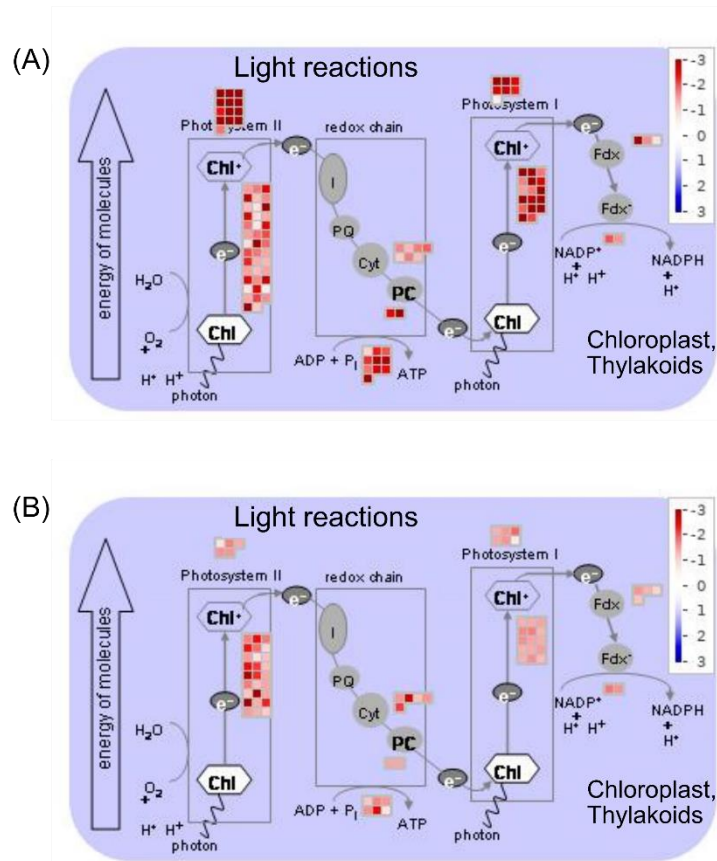 (A)
Light reactions
-3
-2
-1
0
1
2
3
Photosystem II
redox chain
Photosystem I
energy of molecules
Chl⁺
e⁻
I
PQ
Cyt
PC
e⁻
Chl⁺
e⁻
Fdx
Fdx⁻
H₂O
O₂
+
H⁺ H⁺
e⁻
Chl
photon
ADP + Pᵢ
ATP
e⁻
Chl
photon
NADP⁺
+
H⁺ H⁺
NADPH
+
H⁺
Chloroplast,
Thylakoids
(B)
Light reactions
-3
-2
-1
0
1
2
3
Photosystem II
redox chain
Photosystem I
energy of molecules
Chl⁺
e⁻
I
PQ
Cyt
PC
e⁻
Chl⁺
e⁻
Fdx
Fdx⁻
H₂O
O₂
+
H⁺ H⁺
e⁻
Chl
photon
ADP + Pᵢ
ATP
e⁻
Chl
photon
NADP⁺
+
H⁺ H⁺
NADPH
+
H⁺
Chloroplast,
Thylakoids